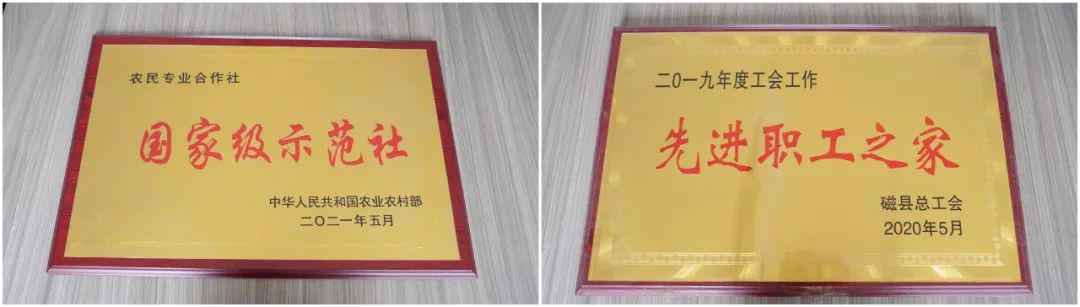 农民专业合作社
国家级示范社
中华人民共和国农业农村部
二〇二一年五月
二〇一九年度工会工作
先进职工之家
磁县总工会
2020年5月